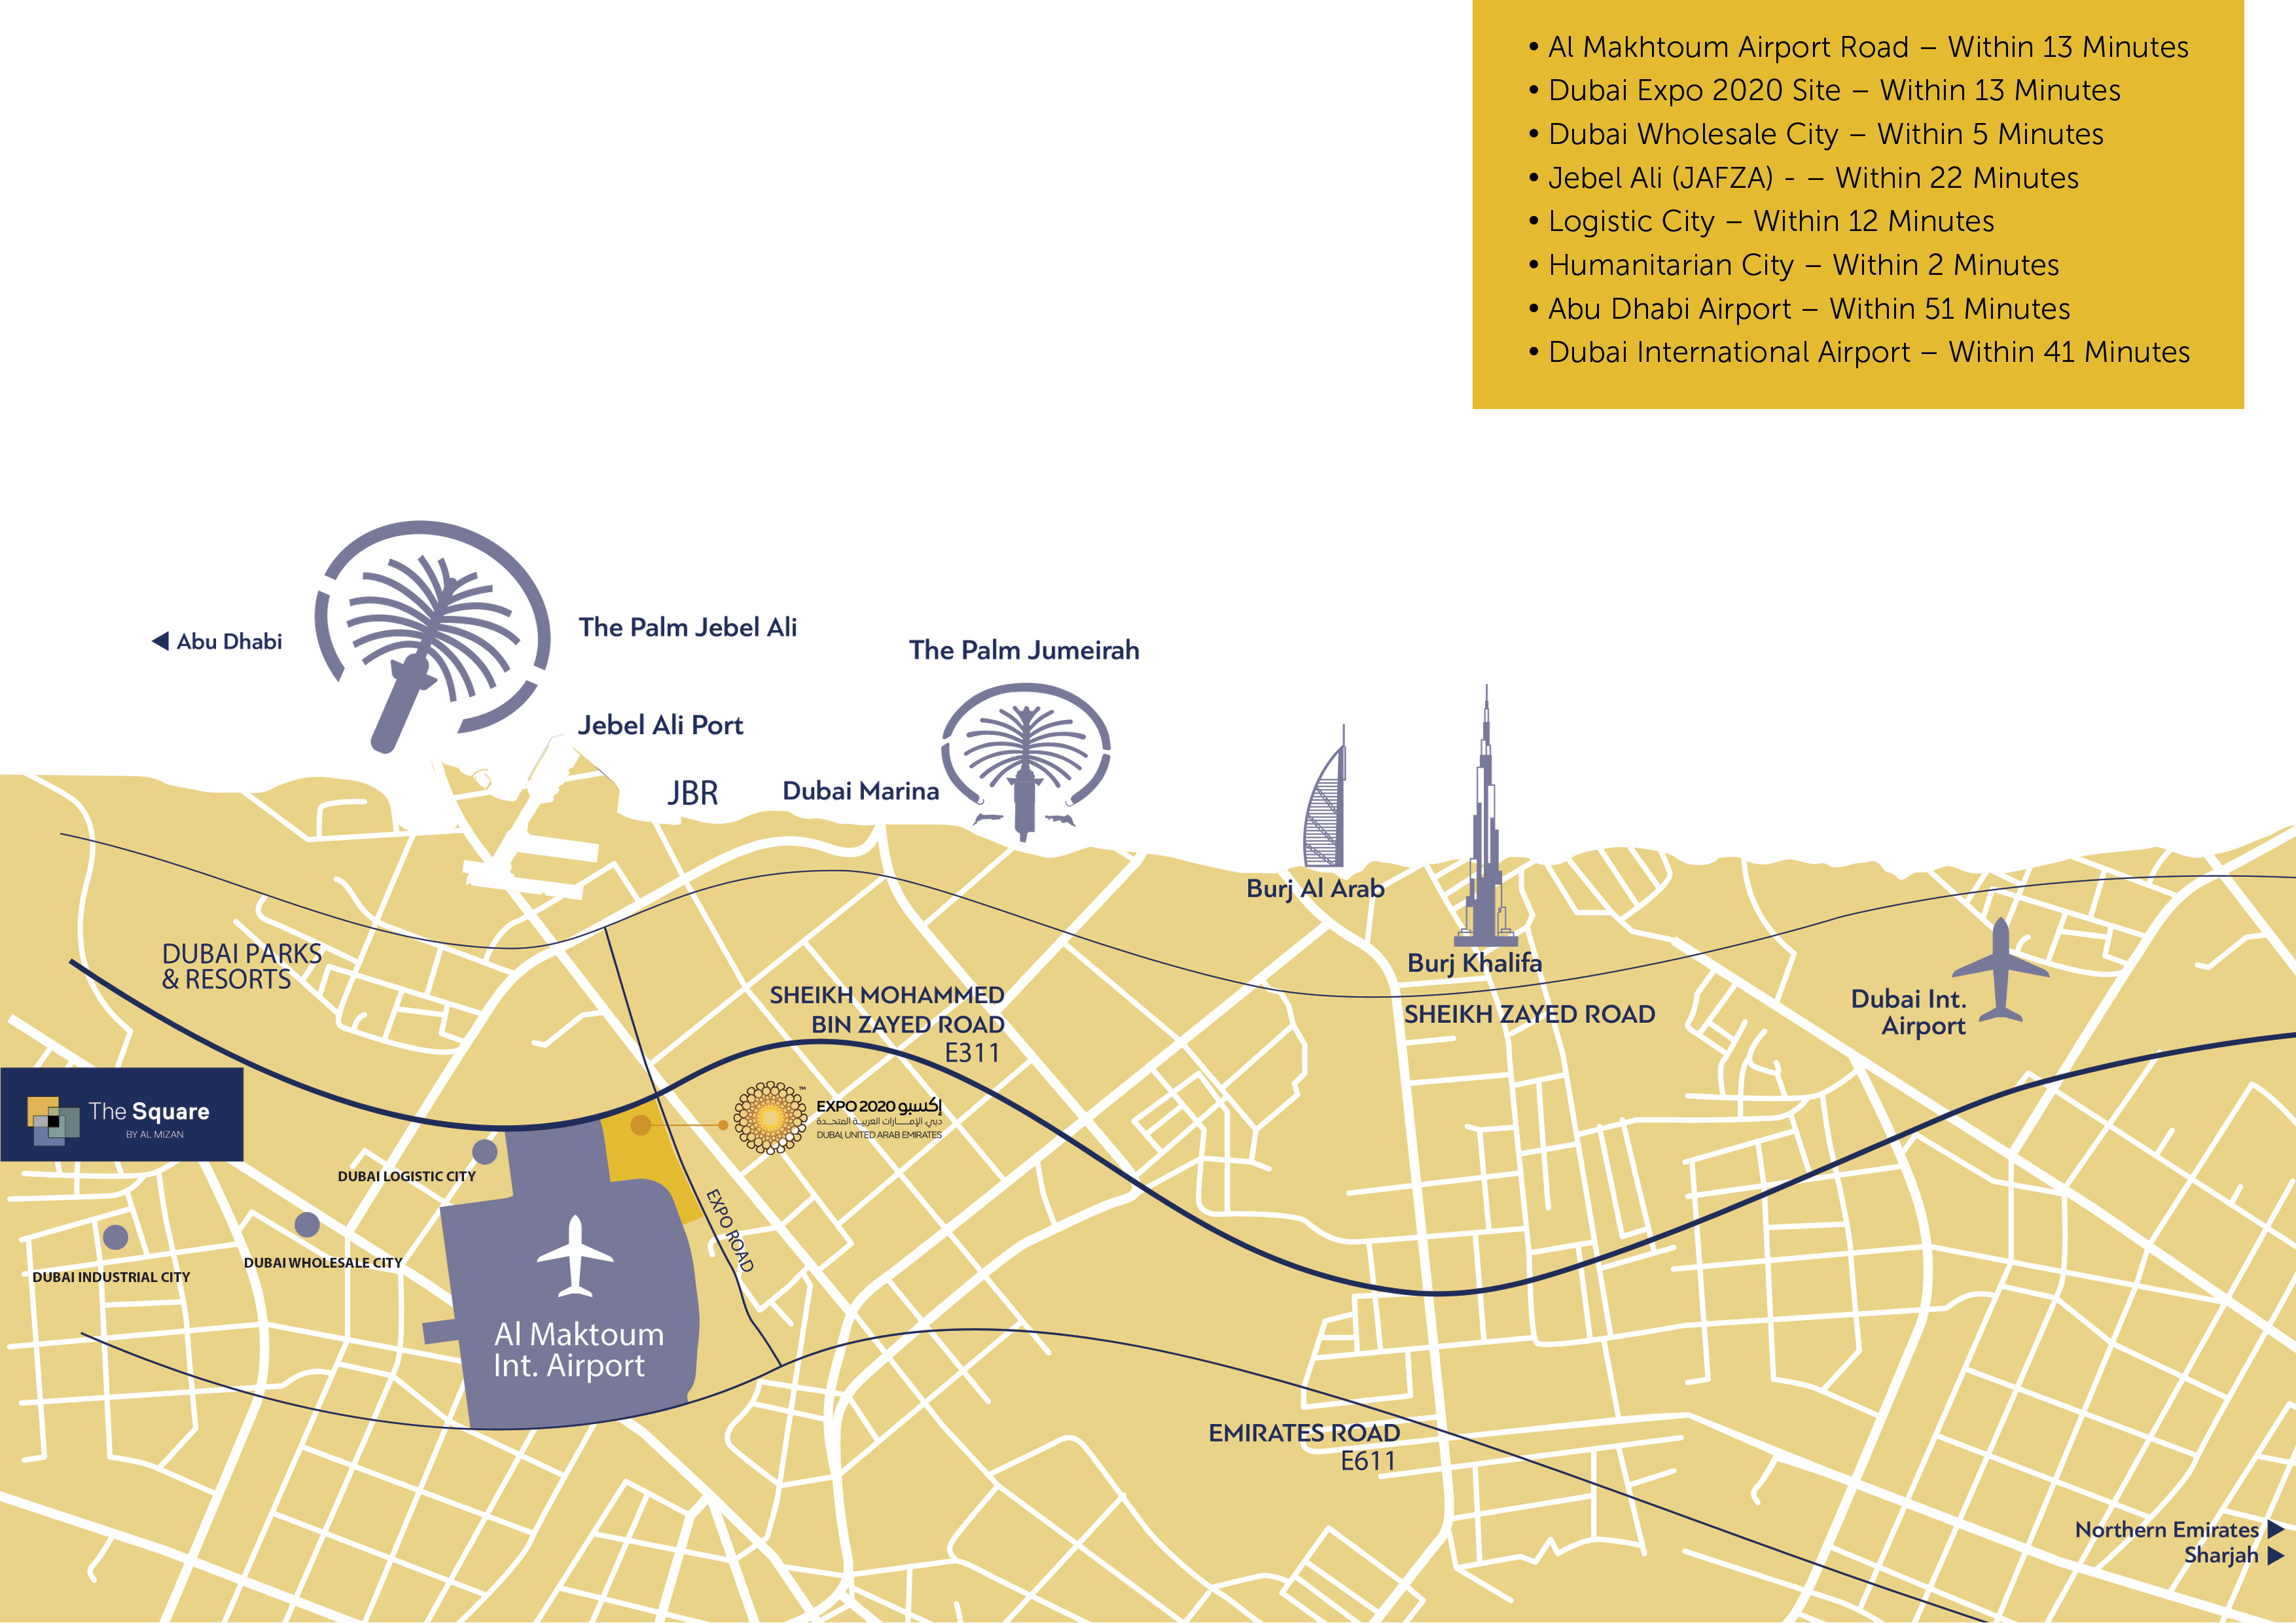 • Al Makhtoum Airport Road – Within 13 Minutes
• Dubai Expo 2020 Site – Within 13 Minutes
• Dubai Wholesale City – Within 5 Minutes
• Jebel Ali (JAFZA) - – Within 22 Minutes
• Logistic City – Within 12 Minutes
• Humanitarian City – Within 2 Minutes
• Abu Dhabi Airport – Within 51 Minutes
• Dubai International Airport – Within 41 Minutes
Abu Dhabi
The Palm Jebel Ali
The Palm Jumeirah
Jebel Ali Port
JBR
Dubai Marina
Burj Al Arab
Burj Khalifa
DUBAI PARKS
& RESORTS
SHEIKH MOHAMMED
BIN ZAYED ROAD
E311
SHEIKH ZAYED ROAD
Dubai Int.
Airport
The Square
BY AL MIZAN
™
EXPO 2020 إكسبو
دبي، الإمـــارات العربيـة المتحـدة
DUBAI, UNITED ARAB EMIRATES
DUBAI LOGISTIC CITY
EXPO ROAD
DUBAI WHOLESALE CITY
DUBAI INDUSTRIAL CITY
Al Maktoum
Int. Airport
EMIRATES ROAD
E611
Northern Emirates
Sharjah